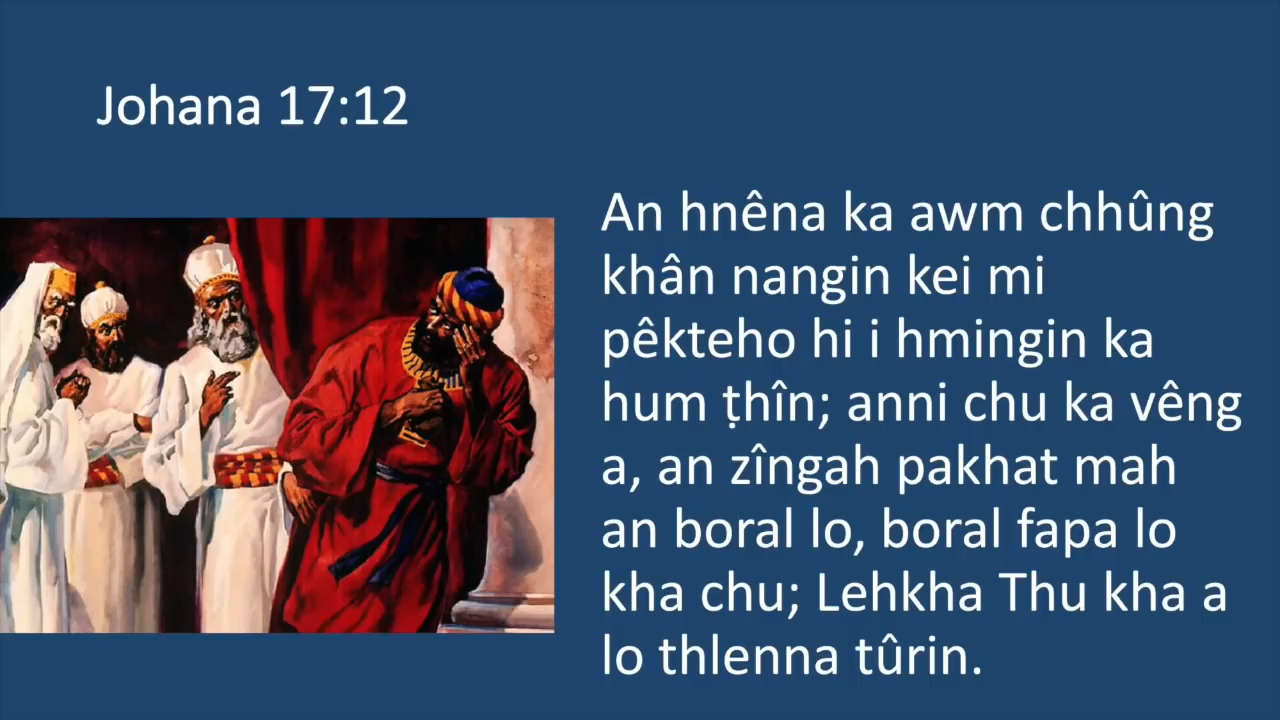 Johana 17:12
An hnêna ka awm chhûng
khân nangin kei mi
pêkteho hi i hmingin ka
hum ṭhîn; anni chu ka vêng
a, an zîngah pakhat mah
an boral lo, boral fapa lo
kha chu; Lehkha Thu kha a
lo thlenna tûrin.